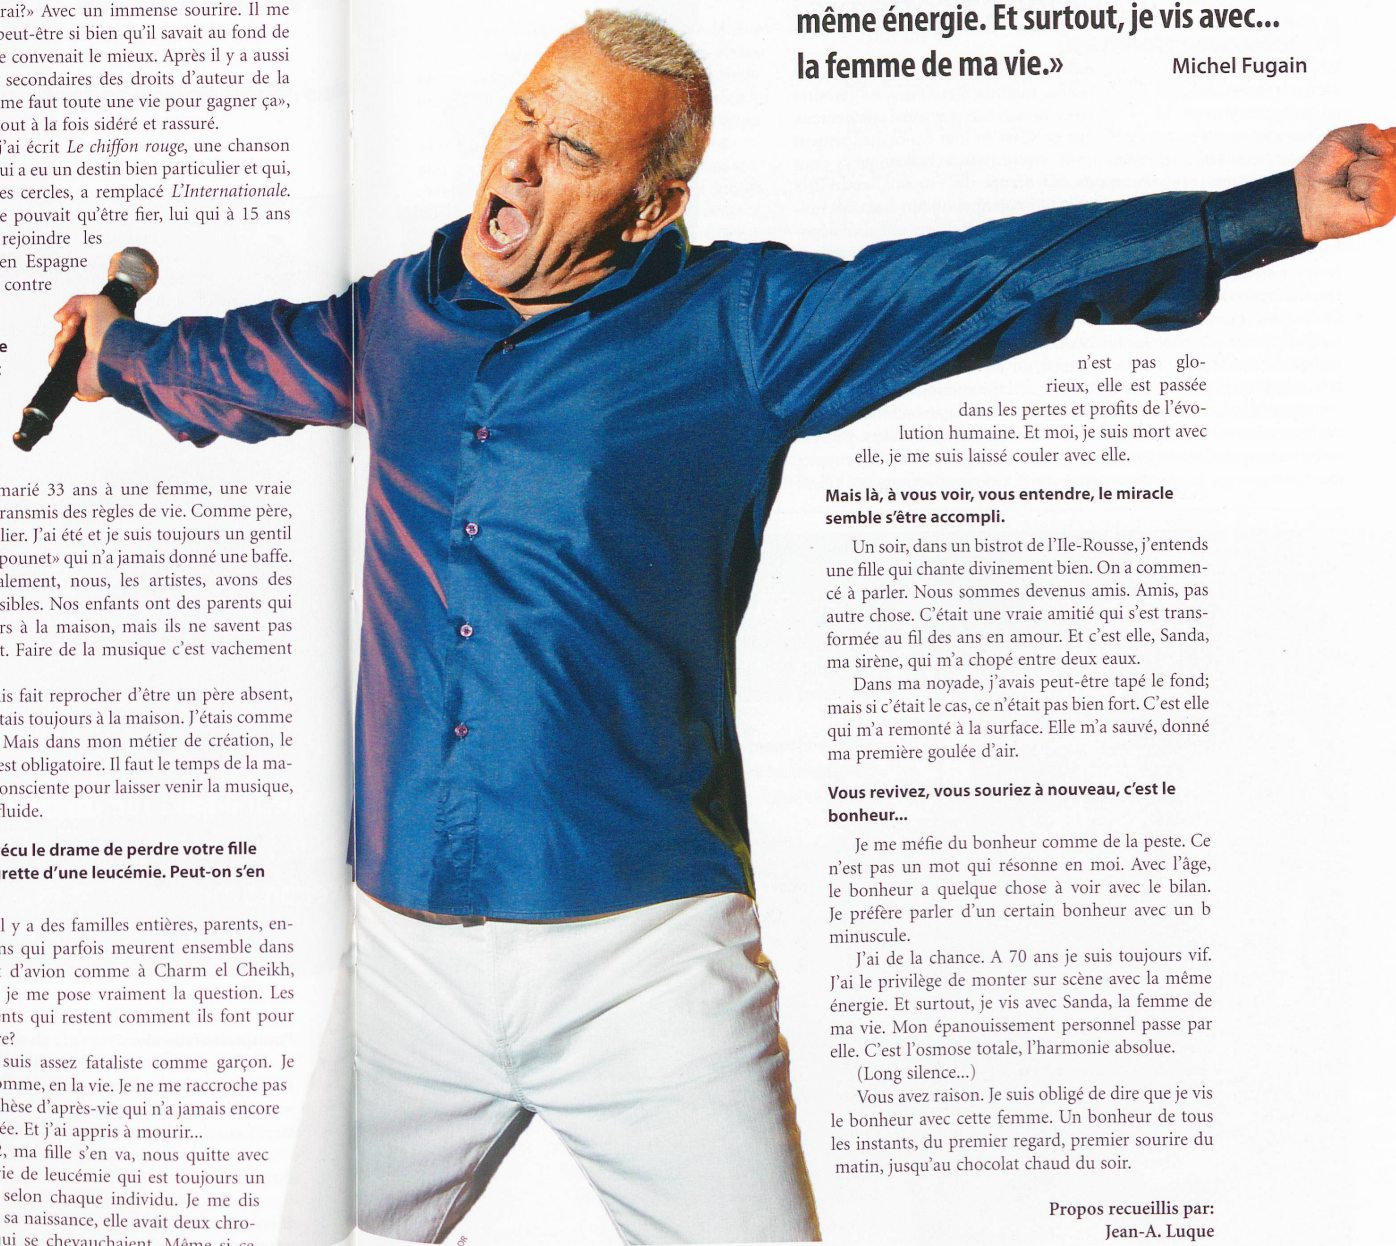 rai?» Avec un immense sourire. Il me
peut-être si bien qu'il savait au fond de
e convenait le mieux. Après il y a aussi
secondaires des droits d'auteur de la
me faut toute une vie pour gagner ça»,
out à la fois sidéré et rassuré.
j'ai écrit Le chiffon rouge, une chanson
ui a eu un destin bien particulier et qui,
es cercles, a remplacé L'Internationale.
e pouvait qu'être fier, lui qui à 15 ans
rejoindre les
en Espagne
contre
e
:
marié 33 ans à une femme, une vraie
ransmis des règles de vie. Comme père,
lier. J'ai été et je suis toujours un gentil
pounet» qui n'a jamais donné une baffe.
alement, nous, les artistes, avons des
sibles. Nos enfants ont des parents qui
rs à la maison, mais ils ne savent pas
t. Faire de la musique c'est vachement
is fait reprocher d'être un père absent,
tais toujours à la maison. J'étais comme
Mais dans mon métier de création, le
est obligatoire. Il faut le temps de la ma-
onsciente pour laisser venir la musique,
fluide.
écu le drame de perdre votre fille
rette d'une leucémie. Peut-on s'en
l y a des familles entières, parents, en-
ns qui parfois meurent ensemble dans
t d'avion comme à Charm el Cheikh,
je me pose vraiment la question. Les
ents qui restent comment ils font pour
re?
suis assez fataliste comme garçon. Je
omme, en la vie. Je ne me raccroche pas
hèse d'après-vie qui n'a jamais encore
ée. Et j'ai appris à mourir...
2, ma fille s'en va, nous quitte avec
ie de leucémie qui est toujours un
selon chaque individu. Je me dis
sa naissance, elle avait deux chro-
ui se chevauchaient. Même si ce
même énergie. Et surtout, je vis avec...
la femme de ma vie.»
Michel Fugain
n'est pas glo-
rieux, elle est passée
dans les pertes et profits de l'évo-
lution humaine. Et moi, je suis mort avec
elle, je me suis laissé couler avec elle.
Mais là, à vous voir, vous entendre, le miracle
semble s'être accompli.
Un soir, dans un bistrot de l'Ile-Rousse, j'entends
une fille qui chante divinement bien. On a commen-
cé à parler. Nous sommes devenus amis. Amis, pas
autre chose. C'était une vraie amitié qui s'est trans-
formée au fil des ans en amour. Et c'est elle, Sanda,
ma sirène, qui m'a chopé entre deux eaux.
Dans ma noyade, j'avais peut-être tapé le fond;
mais si c'était le cas, ce n'était pas bien fort. C'est elle
qui m'a remonté à la surface. Elle m'a sauvé, donné
ma première goulée d'air.
Vous revivez, vous souriez à nouveau, c'est le
bonheur...
Je me méfie du bonheur comme de la peste. Ce
n'est pas un mot qui résonne en moi. Avec l'âge,
le bonheur a quelque chose à voir avec le bilan.
Je préfère parler d'un certain bonheur avec un b
minuscule.
J'ai de la chance. A 70 ans je suis toujours vif.
J'ai le privilège de monter sur scène avec la même
énergie. Et surtout, je vis avec Sanda, la femme de
ma vie. Mon épanouissement personnel passe par
elle. C'est l'osmose totale, l'harmonie absolue.
(Long silence...)
Vous avez raison. Je suis obligé de dire que je vis
le bonheur avec cette femme. Un bonheur de tous
les instants, du premier regard, premier sourire du
matin, jusqu'au chocolat chaud du soir.
Propos recueillis par:
Jean-A. Luque